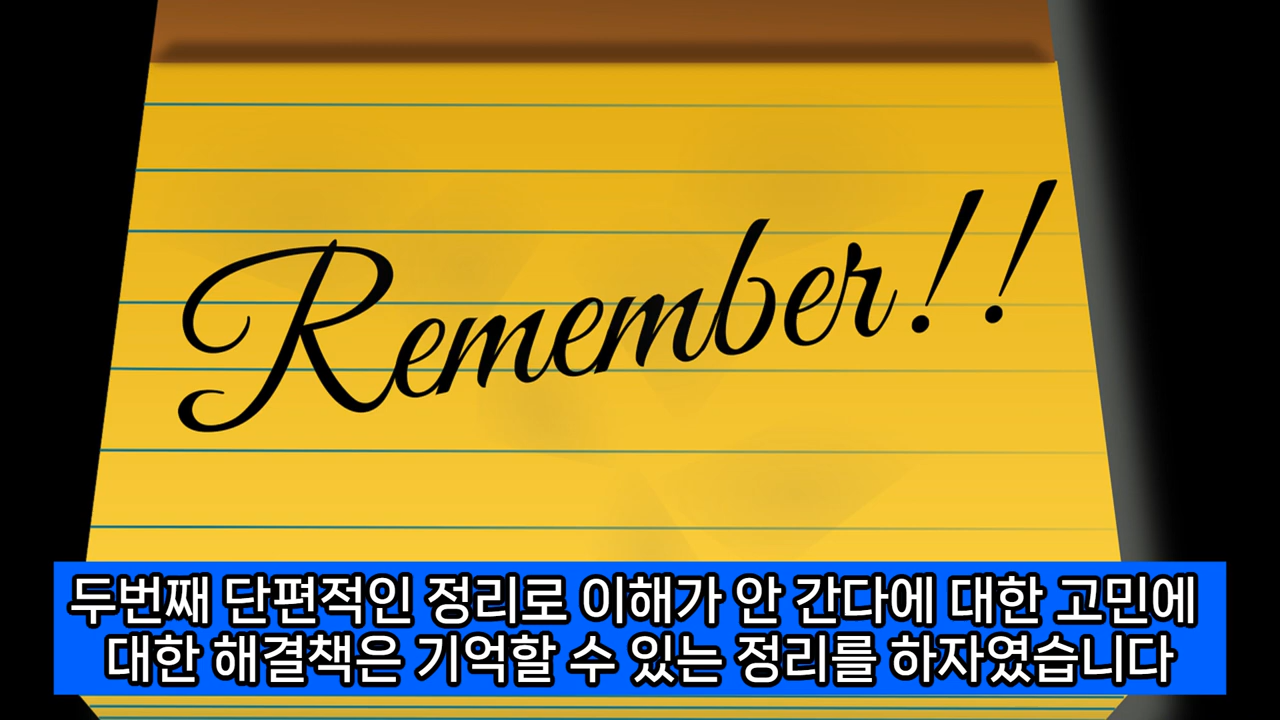 Remember!!
두번째 단편적인 정리로 이해가 안 간다에 대한 고민에
대한 해결책은 기억할 수 있는 정리를 하자였습니다